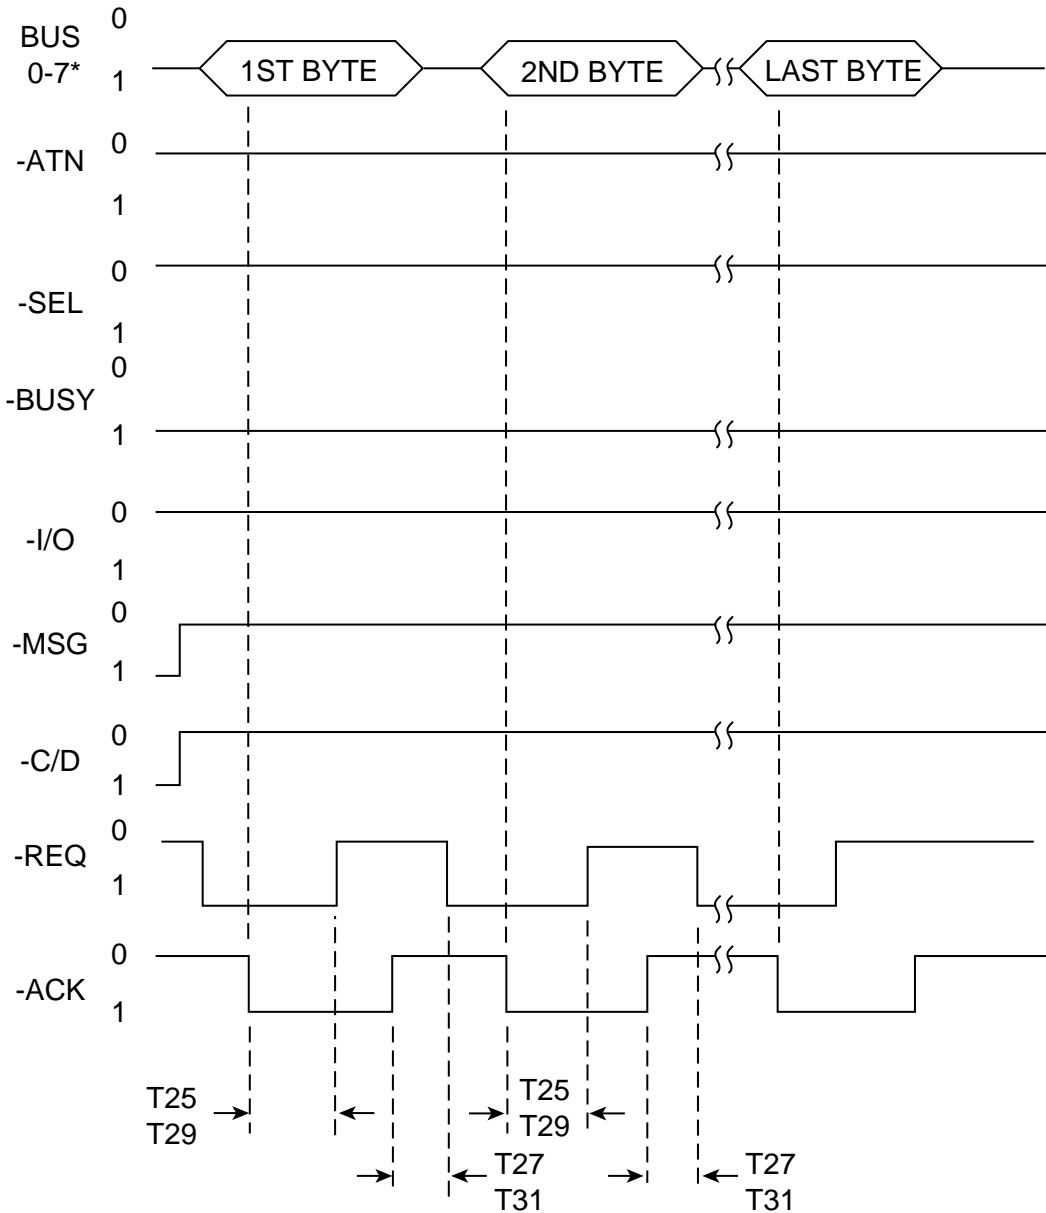 0
BUS
0-7*
1
1ST BYTE
2ND BYTE
LAST BYTE
0
-ATN
1
0
-SEL
1
0
-BUSY
1
0
-I/O
1
0
-MSG
1
0
-C/D
1
0
-REQ
1
0
-ACK
1
T25
T29
T25
T29
T27
T31
T27
T31